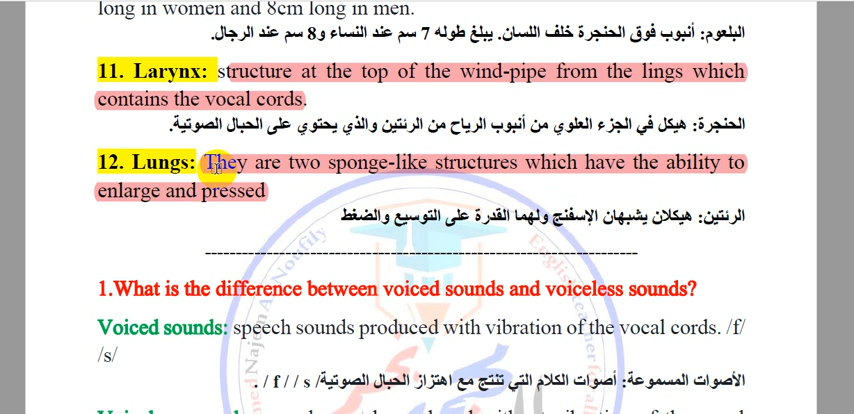 long in women and 8cm long in men.
البلعوم: أنبوب فوق الحنجرة خلف اللسان. يبلغ طوله 7 سم عند النساء و8 سم عند الرجال.
11. Larynx: structure at the top of the wind-pipe from the lings which
contains the vocal cords.
الحنجرة: هيكل في الجزء العلوي من أنبوب الرياح من الرئتين والذي يحتوي على الحبال الصوتية.
12. Lungs: They are two sponge-like structures which have the ability to
enlarge and pressed
الرئتين: هيكلان يشبهان الإسفنج ولهما القدرة على التوسيع والضغط
------------------------------------------------------------------------
1.What is the difference between voiced sounds and voiceless sounds?
Voiced sounds: speech sounds produced with vibration of the vocal cords. /f/
/s/
الأصوات المسموعة: أصوات الكلام التي تنتج مع اهتزاز الحبال الصوتية/ f / / s / .